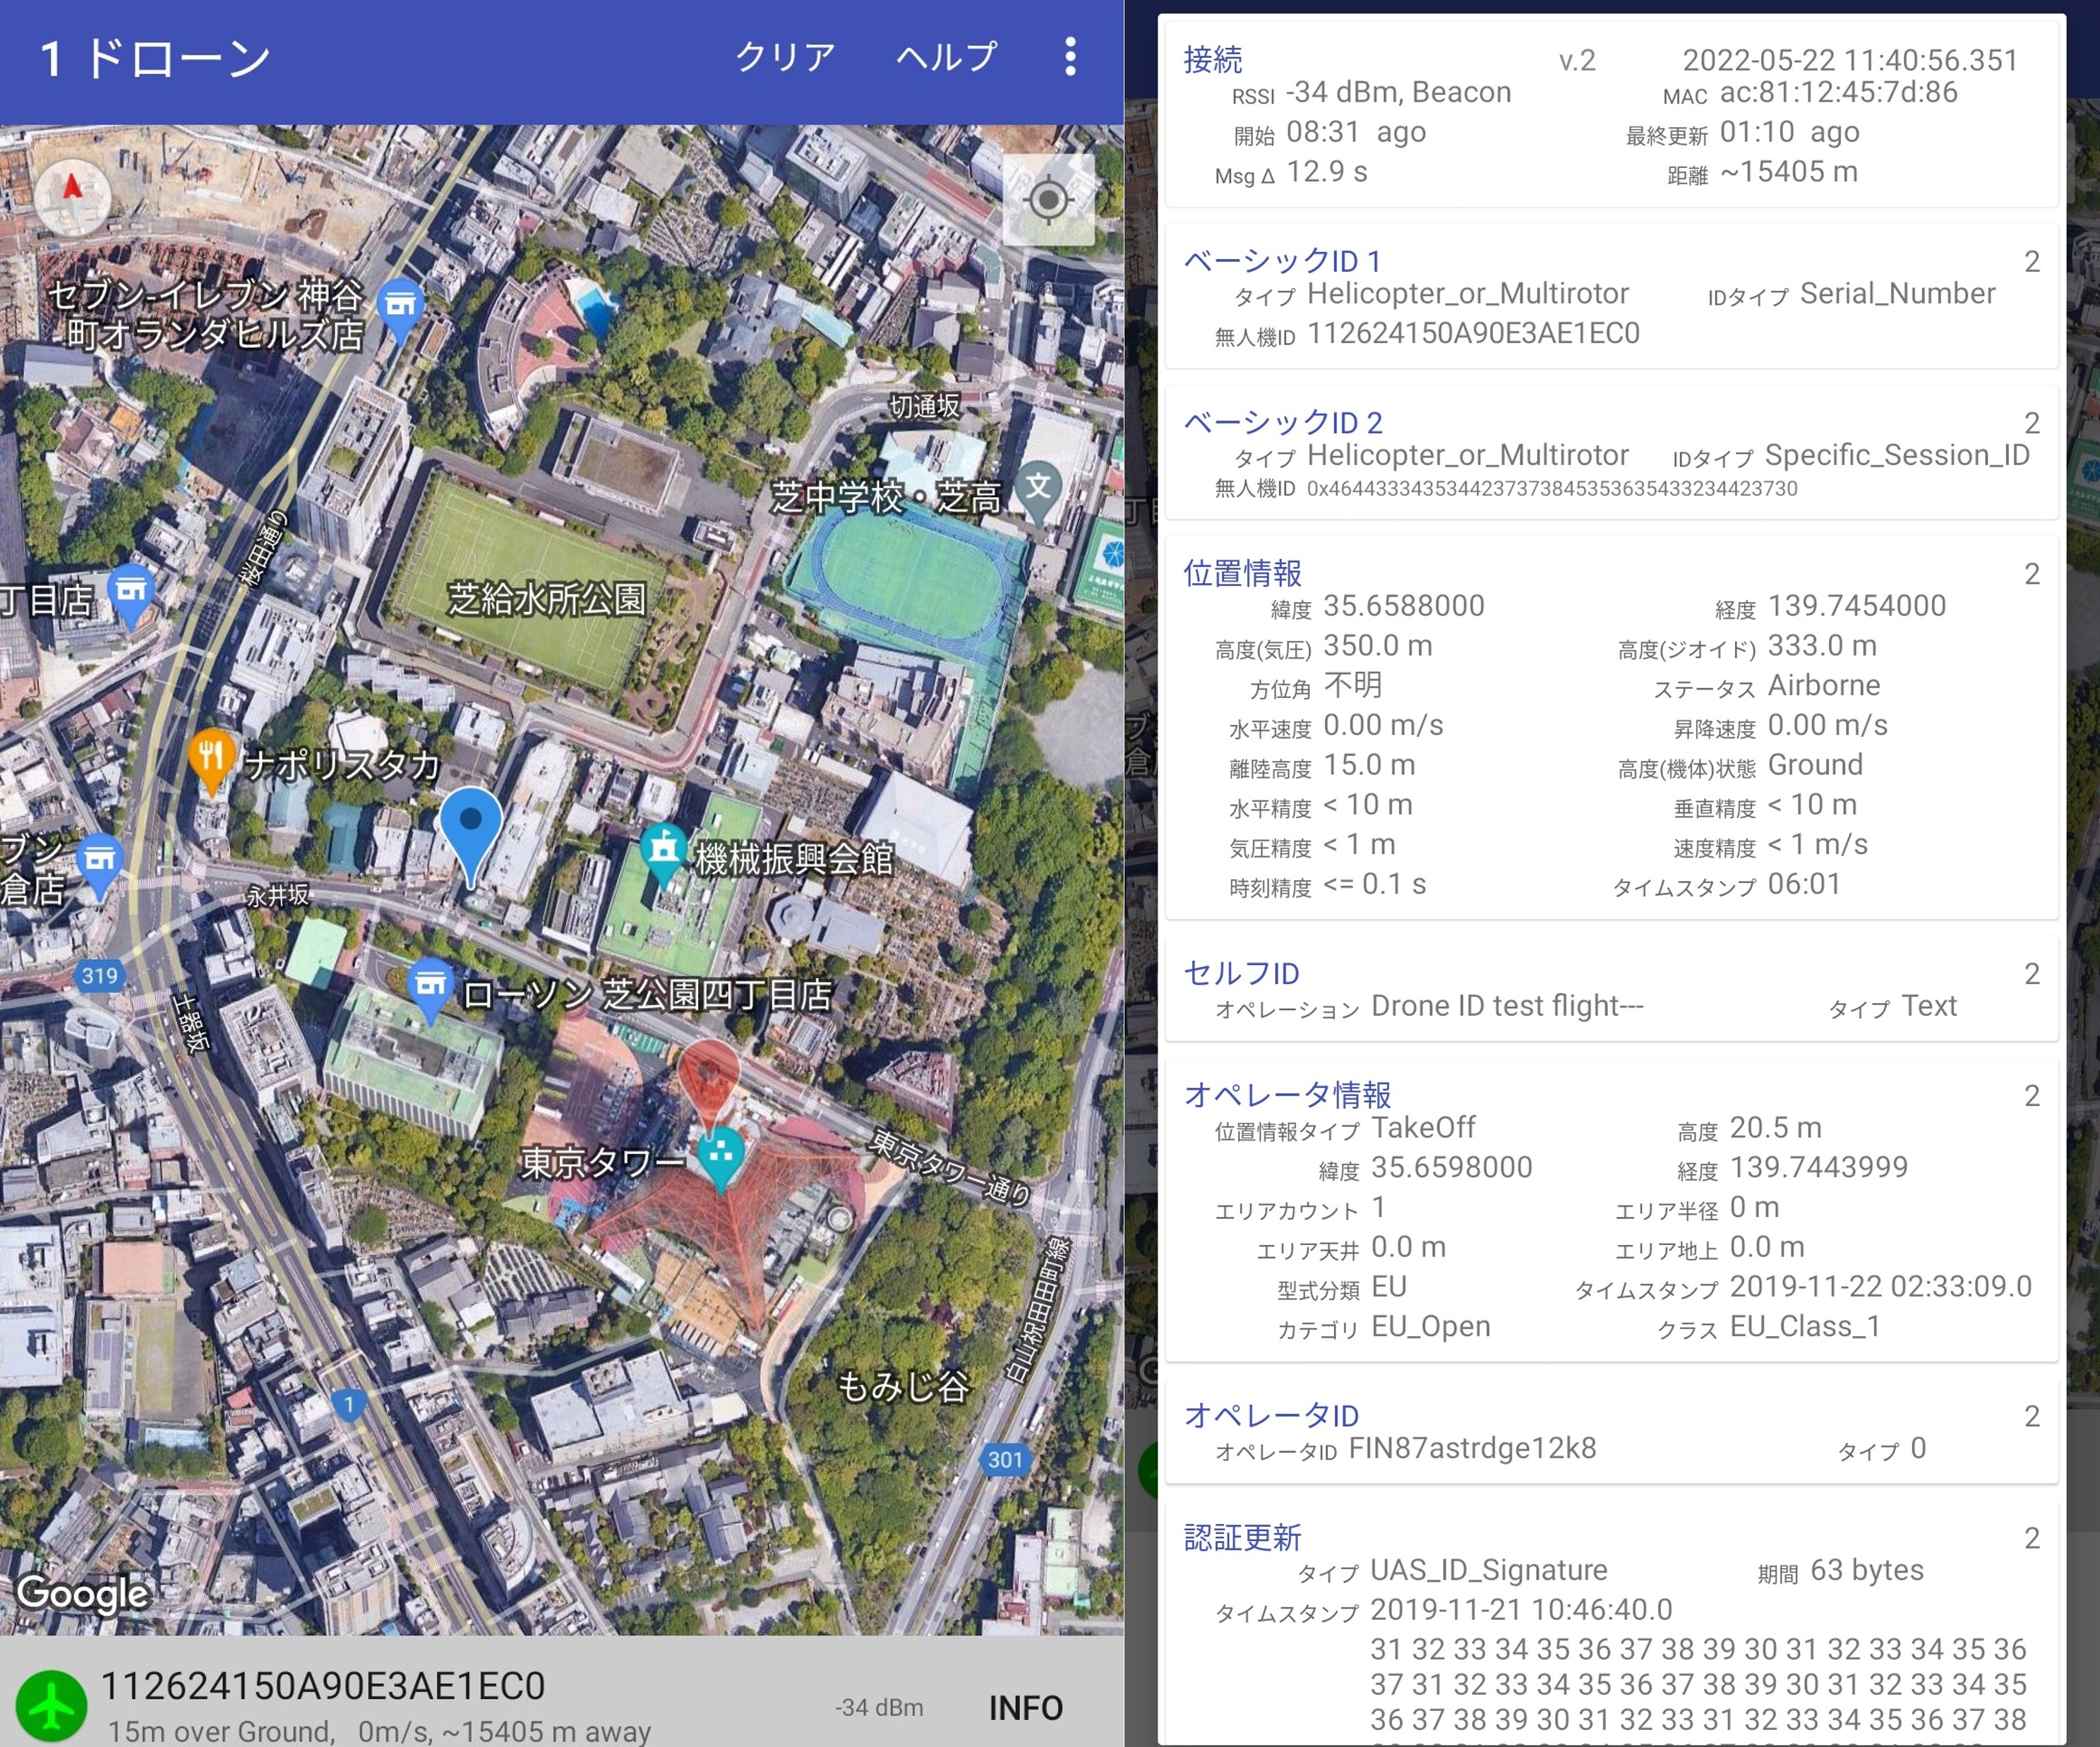 1 ドローン クリア ヘルプ
セブン-イレブン 神谷
町オランダヒルズ店
切通坂
芝中学校・芝高
桜田通り
丁目店
芝給水所公園
ナポリスタカ
ブン
倉店
永井坂
機械振興会館
319
土器坂
ローソン 芝公園四丁目店
東京タワー
東京タワー通り
白山祝田田町線
もみじ谷
1
301
Google
112624150A90E3AE1EC0
-34 dBm INFO
15m over Ground, 0m/s, ~15405 m away
接続 v.2 2022-05-22 11:40:56.351
RSSI -34 dBm, Beacon MAC ac:81:12:45:7d:86
開始 08:31 ago 最終更新 01:10 ago
Msg Δ 12.9 s 距離 ~15405 m
ベーシックID 1 2
タイプ Helicopter_or_Multirotor IDタイプ Serial_Number
無人機ID 112624150A90E3AE1EC0
ベーシックID 2 2
タイプ Helicopter_or_Multirotor IDタイプ Specific_Session_ID
無人機ID 0x4644333435344237373845353635433234423730
位置情報 2
緯度 35.6588000 経度 139.7454000
高度(気圧) 350.0 m 高度(ジオイド) 333.0 m
方位角 不明 ステータス Airborne
水平速度 0.00 m/s 昇降速度 0.00 m/s
離陸高度 15.0 m 高度(機体)状態 Ground
水平精度 < 10 m 垂直精度 < 10 m
気圧精度 < 1 m 速度精度 < 1 m/s
時刻精度 <= 0.1 s タイムスタンプ 06:01
セルフID 2
オペレーション Drone ID test flight--- タイプ Text
オペレータ情報 2
位置情報タイプ TakeOff 高度 20.5 m
緯度 35.6598000 経度 139.7443999
エリアカウント 1 エリア半径 0 m
エリア天井 0.0 m エリア地上 0.0 m
型式分類 EU タイムスタンプ 2019-11-22 02:33:09.0
カテゴリ EU_Open クラス EU_Class_1
オペレータID 2
オペレータID FIN87astrdge12k8 タイプ 0
認証更新 2
タイプ UAS_ID_Signature 期間 63 bytes
タイムスタンプ 2019-11-21 10:46:40.0
31 32 33 34 35 36 37 38 39 30 31 32 33 34 35 36
37 31 32 33 34 35 36 37 38 39 30 31 32 33 34 35
36 37 38 39 30 31 32 33 31 32 33 34 35 36 37 38